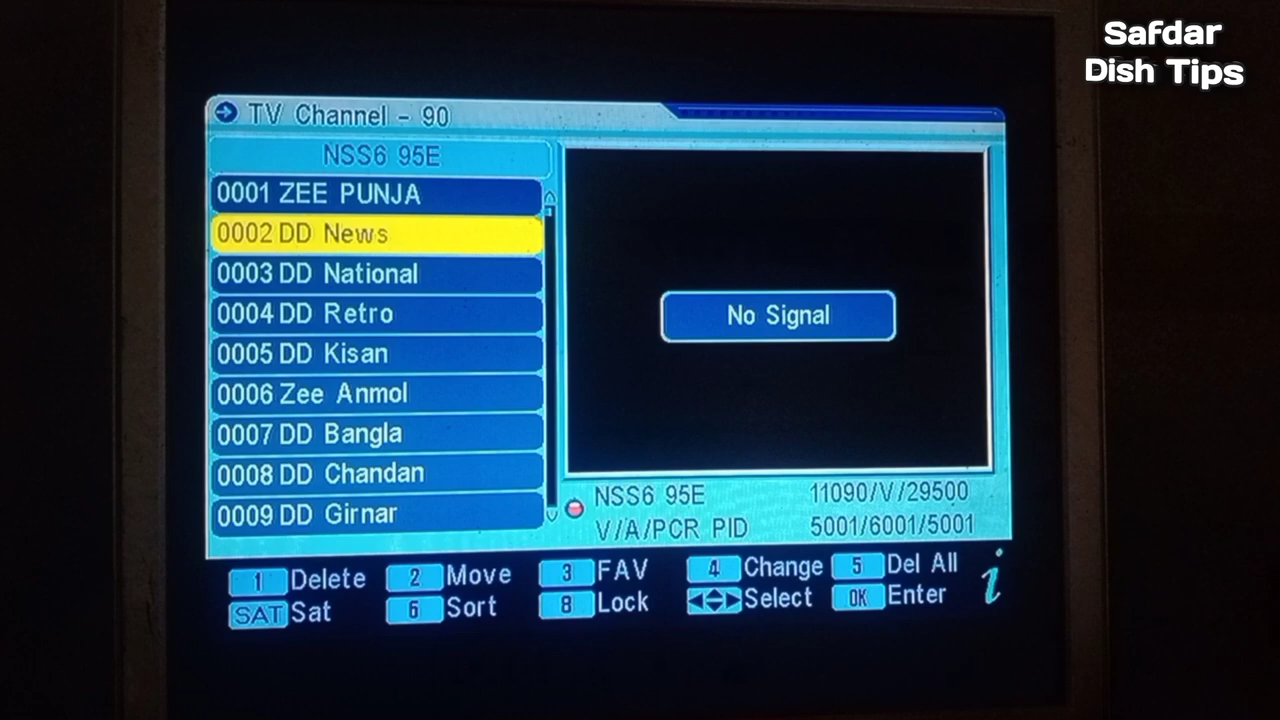 Safdar
Dish Tips
TV Channel - 90
NSS6 95E
0001 ZEE PUNJA
0002 DD News
0003 DD National
0004 DD Retro
0005 DD Kisan
0006 Zee Anmol
0007 DD Bangla
0008 DD Chandan
0009 DD Girnar
No Signal
NSS6 95E 11090/V/29500
V/A/PCR PID 5001/6001/5001
1 Delete 2 Move 3 FAV 4 Change 5 Del All
SAT Sat 6 Sort 8 Lock Select OK Enter
i